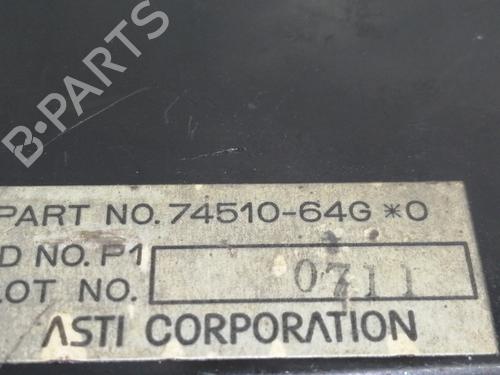 B-PARTS
PART NO. 74510-64G*0
D NO. P1
LOT NO. 0711
ASTI CORPORATION